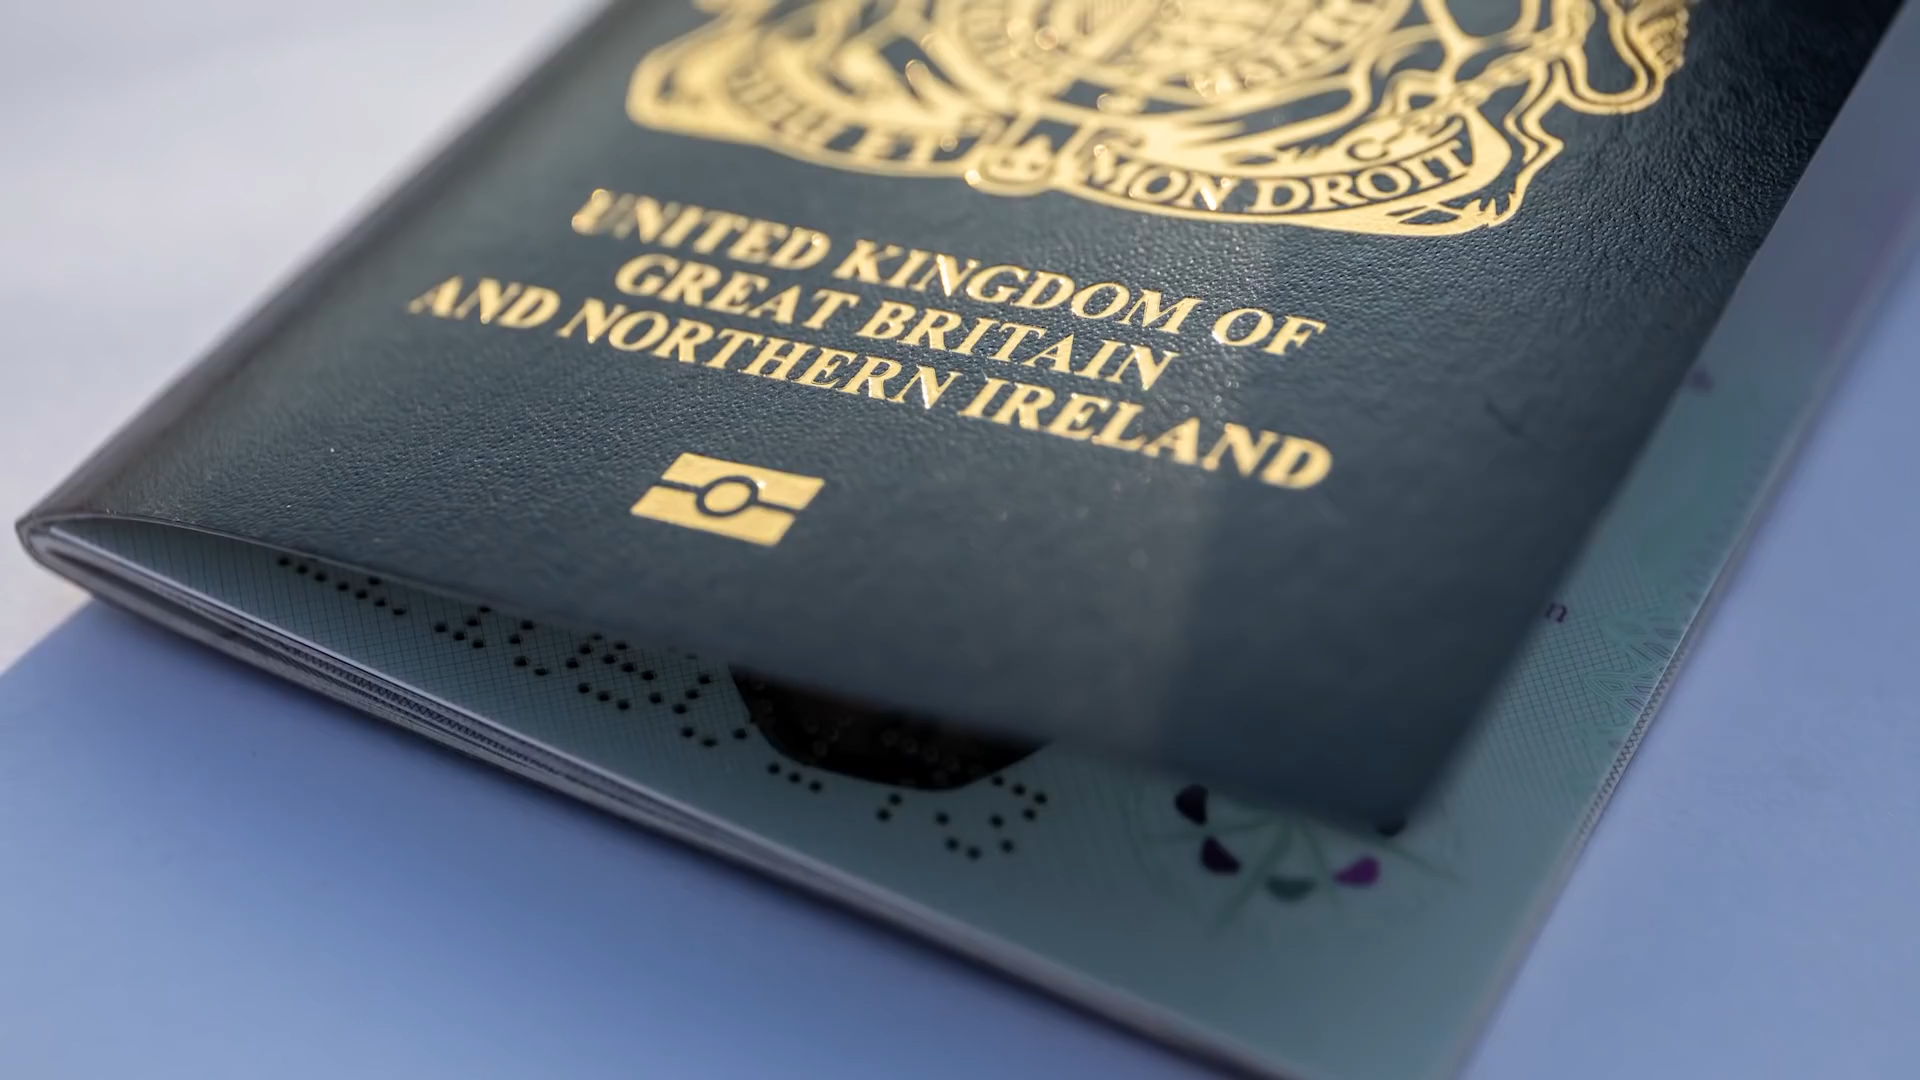 MON DROIT
UNITED KINGDOM OF
GREAT BRITAIN
AND NORTHERN IRELAND
n